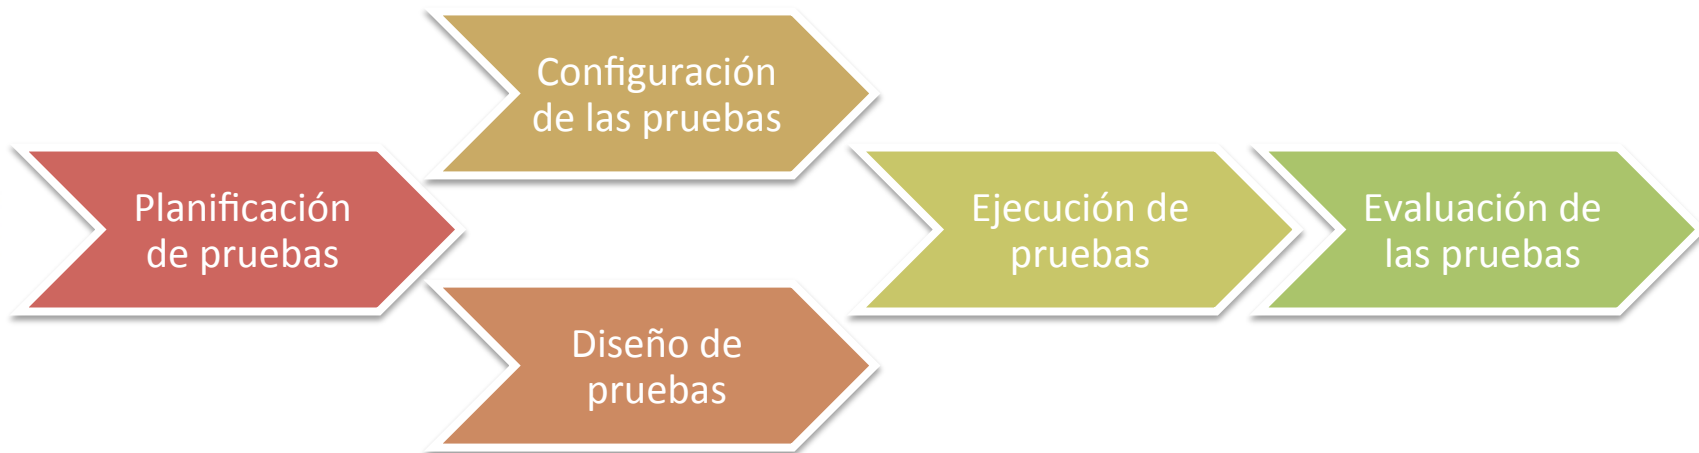 Planificación
de pruebas
Configuración
de las pruebas
Diseño de
pruebas
Ejecución de
pruebas
Evaluación de
las pruebas